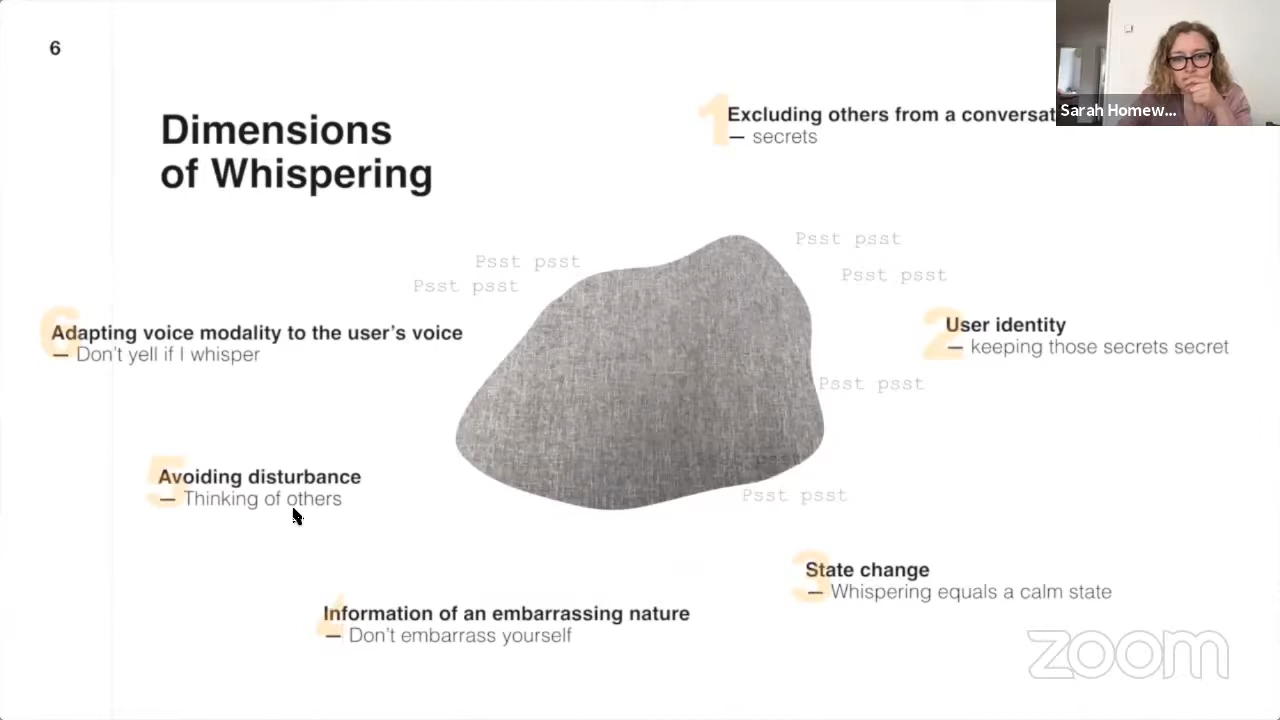 6
Dimensions
of Whispering
1
Excluding others from a conversat
— secrets
Sarah Homew...
Psst psst
Psst psst
Psst psst
Psst psst
2
User identity
— keeping those secrets secret
6
Adapting voice modality to the user's voice
— Don't yell if I whisper
Psst psst
5
Avoiding disturbance
— Thinking of others
Psst psst
3
State change
— Whispering equals a calm state
4
Information of an embarrassing nature
— Don't embarrass yourself
zoom